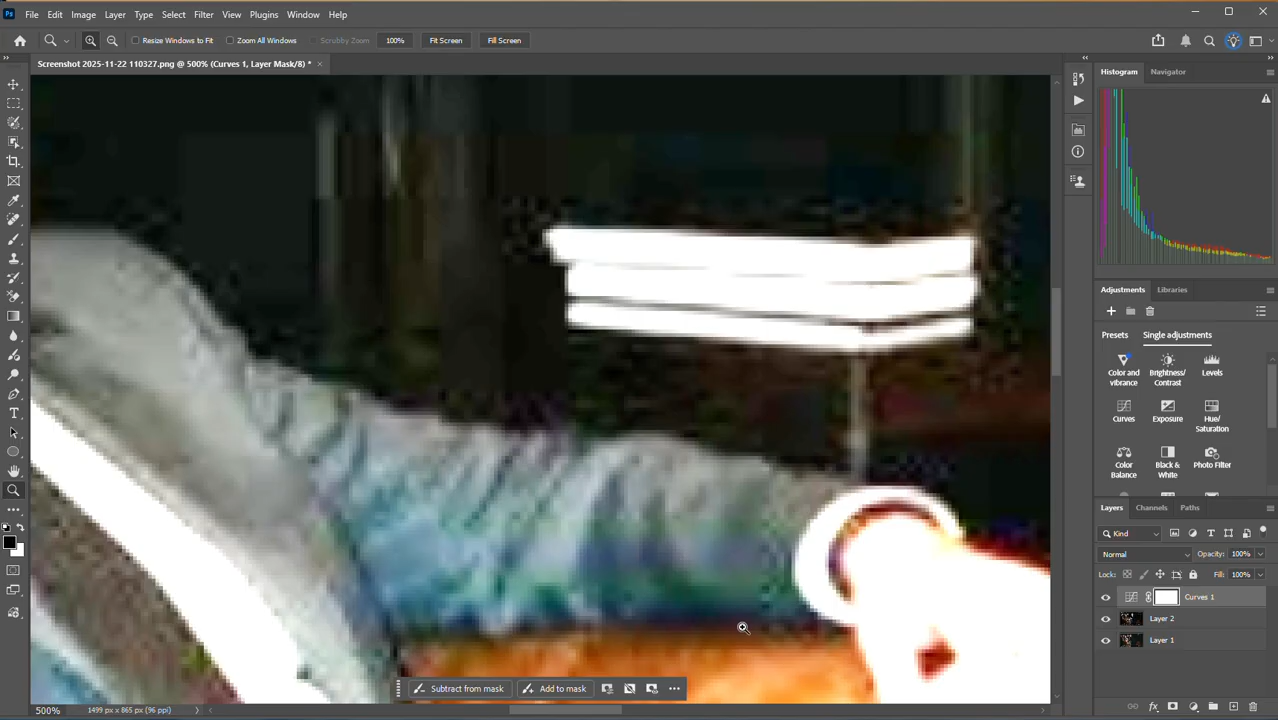 Ps File Edit Image Layer Type Select Filter View Plugins Window Help
Resize Windows to Fit Zoom All Windows Scrubby Zoom 100% Fit Screen Fill Screen
Screenshot 2025-11-22 110327.png @ 500% (Curves 1, Layer Mask/8) *
Histogram Navigator
Adjustments Libraries
Presets Single adjustments
Color and vibrance
Brightness/ Contrast
Levels
Curves
Exposure
Hue/ Saturation
Color Balance
Black & White
Photo Filter
Layers Channels Paths
Kind
Normal Opacity: 100%
Lock: Fill: 100%
Curves 1
Layer 2
Layer 1
Subtract from mask Add to mask
500% 1499 px x 865 px (96 ppi)